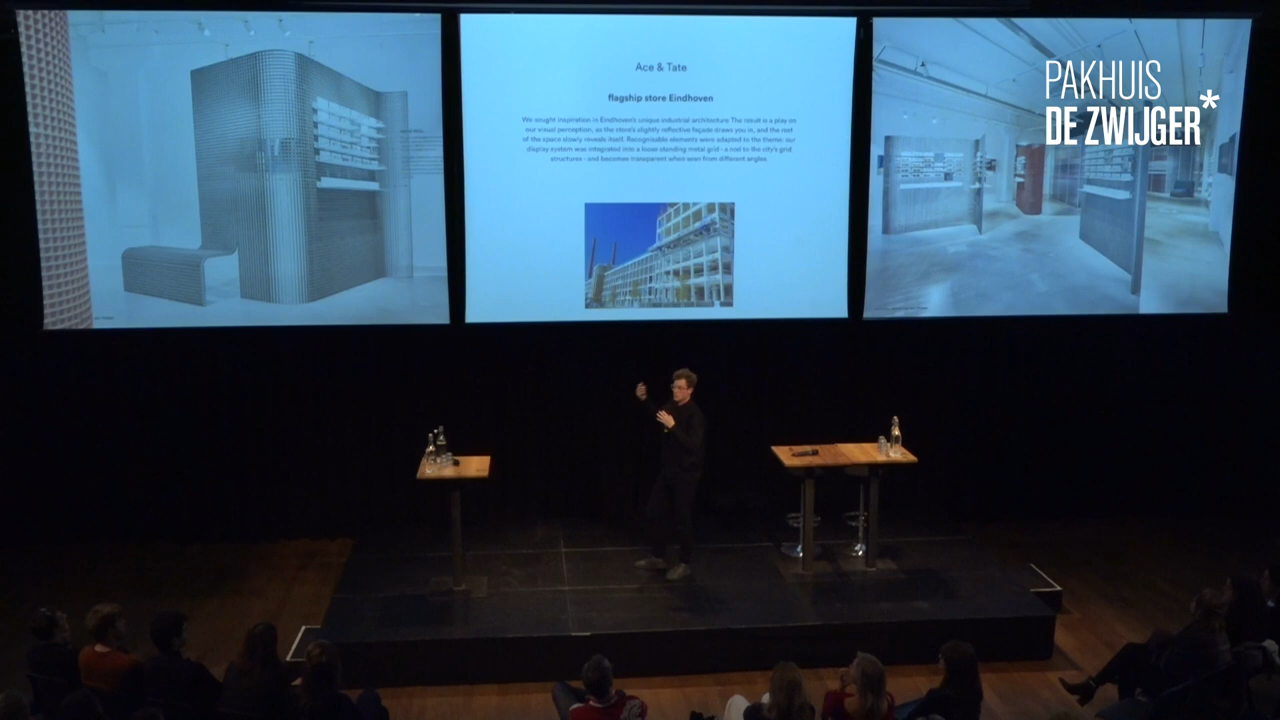 Ace & Tate
flagship store Eindhoven
We sought inspiration in Eindhoven's unique industrial architecture. The result is a play on
our visual perception, as the store's slightly reflective façade draws you in, and the rest
of the space slowly reveals itself. Recognisable elements were adapted to the theme; our
display system was integrated into a loose standing metal grid - a nod to the city's grid
structures - and becomes transparent when seen from different angles.
PAKHUIS
DE ZWIJGER*